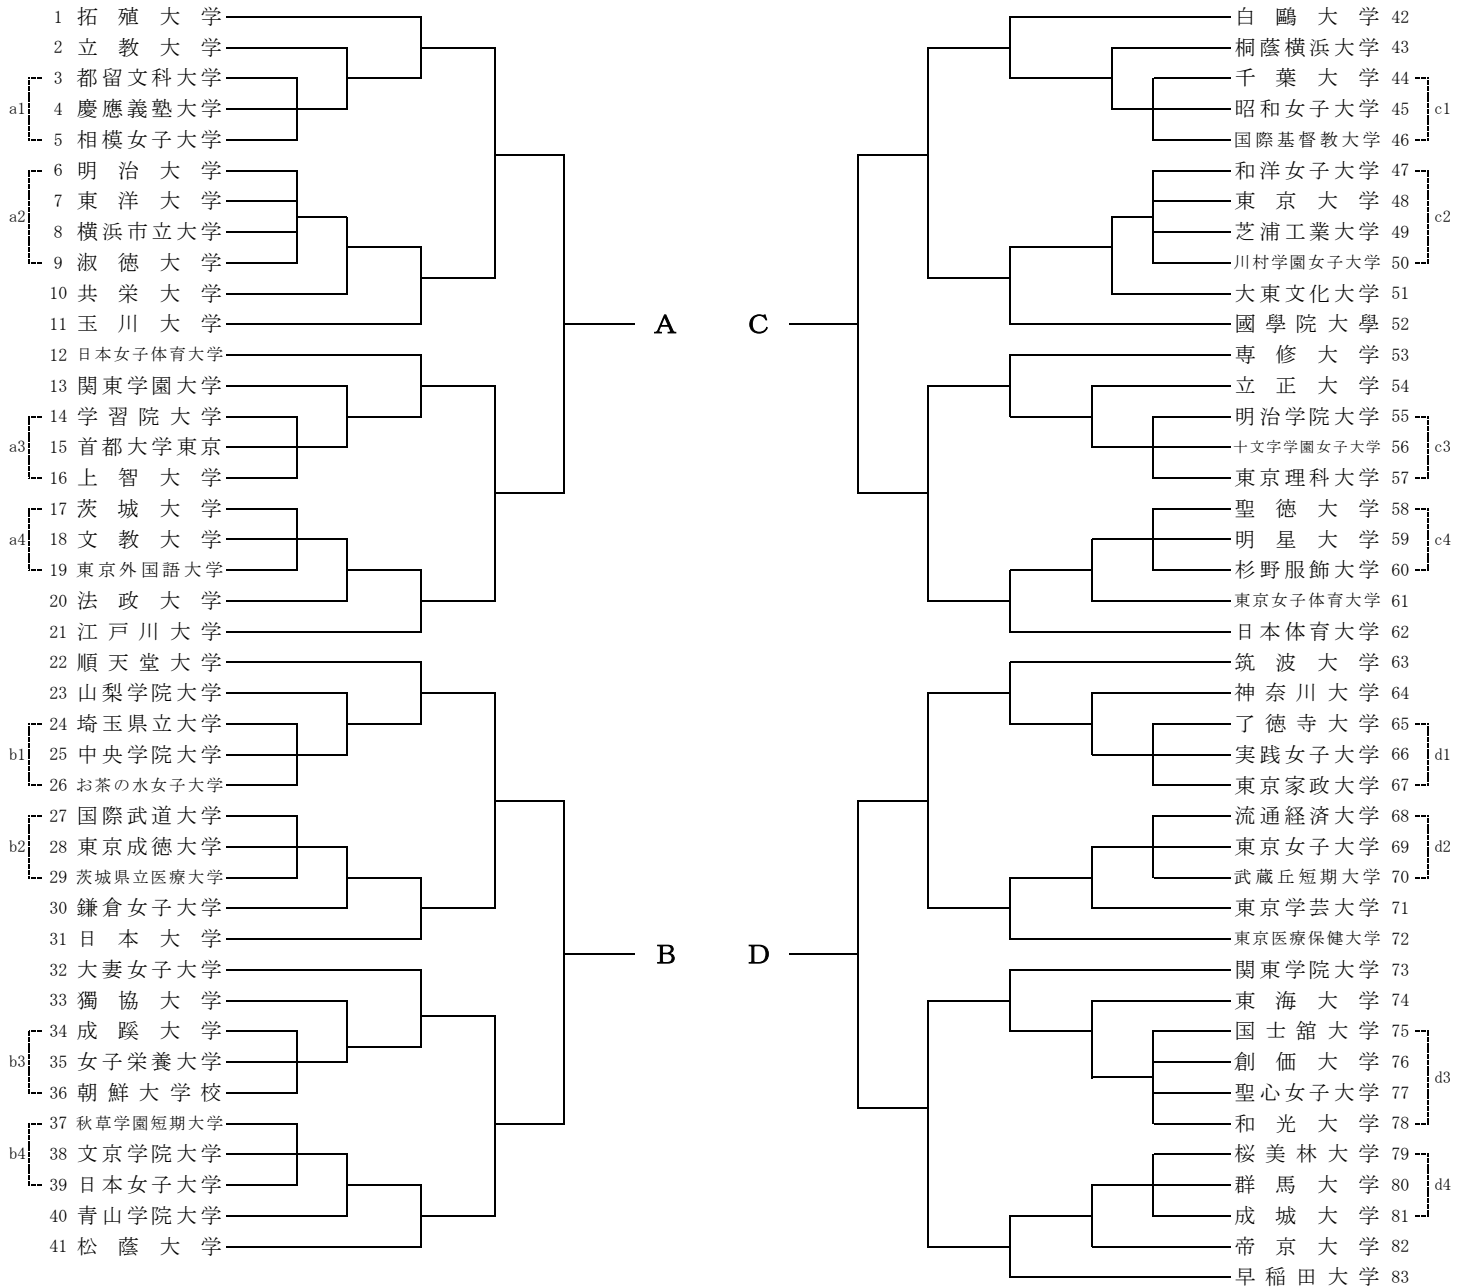 1 拓殖大学
2 立教大学
a1
3 都留文科大学
4 慶應義塾大学
5 相模女子大学
a2
6 明治大学
7 東洋大学
8 横浜市立大学
9 淑徳大学
10 共栄大学
11 玉川大学
A
12 日本女子体育大学
13 関東学園大学
a3
14 学習院大学
15 首都大学東京
16 上智大学
a4
17 茨城大学
18 文教大学
19 東京外国語大学
20 法政大学
21 江戸川大学
22 順天堂大学
23 山梨学院大学
b1
24 埼玉県立大学
25 中央学院大学
26 お茶の水女子大学
b2
27 国際武道大学
28 東京成徳大学
29 茨城県立医療大学
30 鎌倉女子大学
31 日本大学
B
32 大妻女子大学
33 獨協大学
b3
34 成蹊大学
35 女子栄養大学
36 朝鮮大学校
b4
37 秋草学園短期大学
38 文京学院大学
39 日本女子大学
40 青山学院大学
41 松蔭大学
白鷗大学 42
桐蔭横浜大学 43
千葉大学 44
昭和女子大学 45
国際基督教大学 46
c1
和洋女子大学 47
東京大学 48
芝浦工業大学 49
川村学園女子大学 50
c2
大東文化大学 51
國學院大學 52
C
専修大学 53
立正大学 54
明治学院大学 55
十文字学園女子大学 56
東京理科大学 57
c3
聖徳大学 58
明星大学 59
杉野服飾大学 60
c4
東京女子体育大学 61
日本体育大学 62
筑波大学 63
神奈川大学 64
了徳寺大学 65
実践女子大学 66
東京家政大学 67
d1
流通経済大学 68
東京女子大学 69
武蔵丘短期大学 70
d2
東京学芸大学 71
東京医療保健大学 72
D
関東学院大学 73
東海大学 74
国士舘大学 75
創価大学 76
聖心女子大学 77
和光大学 78
d3
桜美林大学 79
群馬大学 80
成城大学 81
d4
帝京大学 82
早稲田大学 83